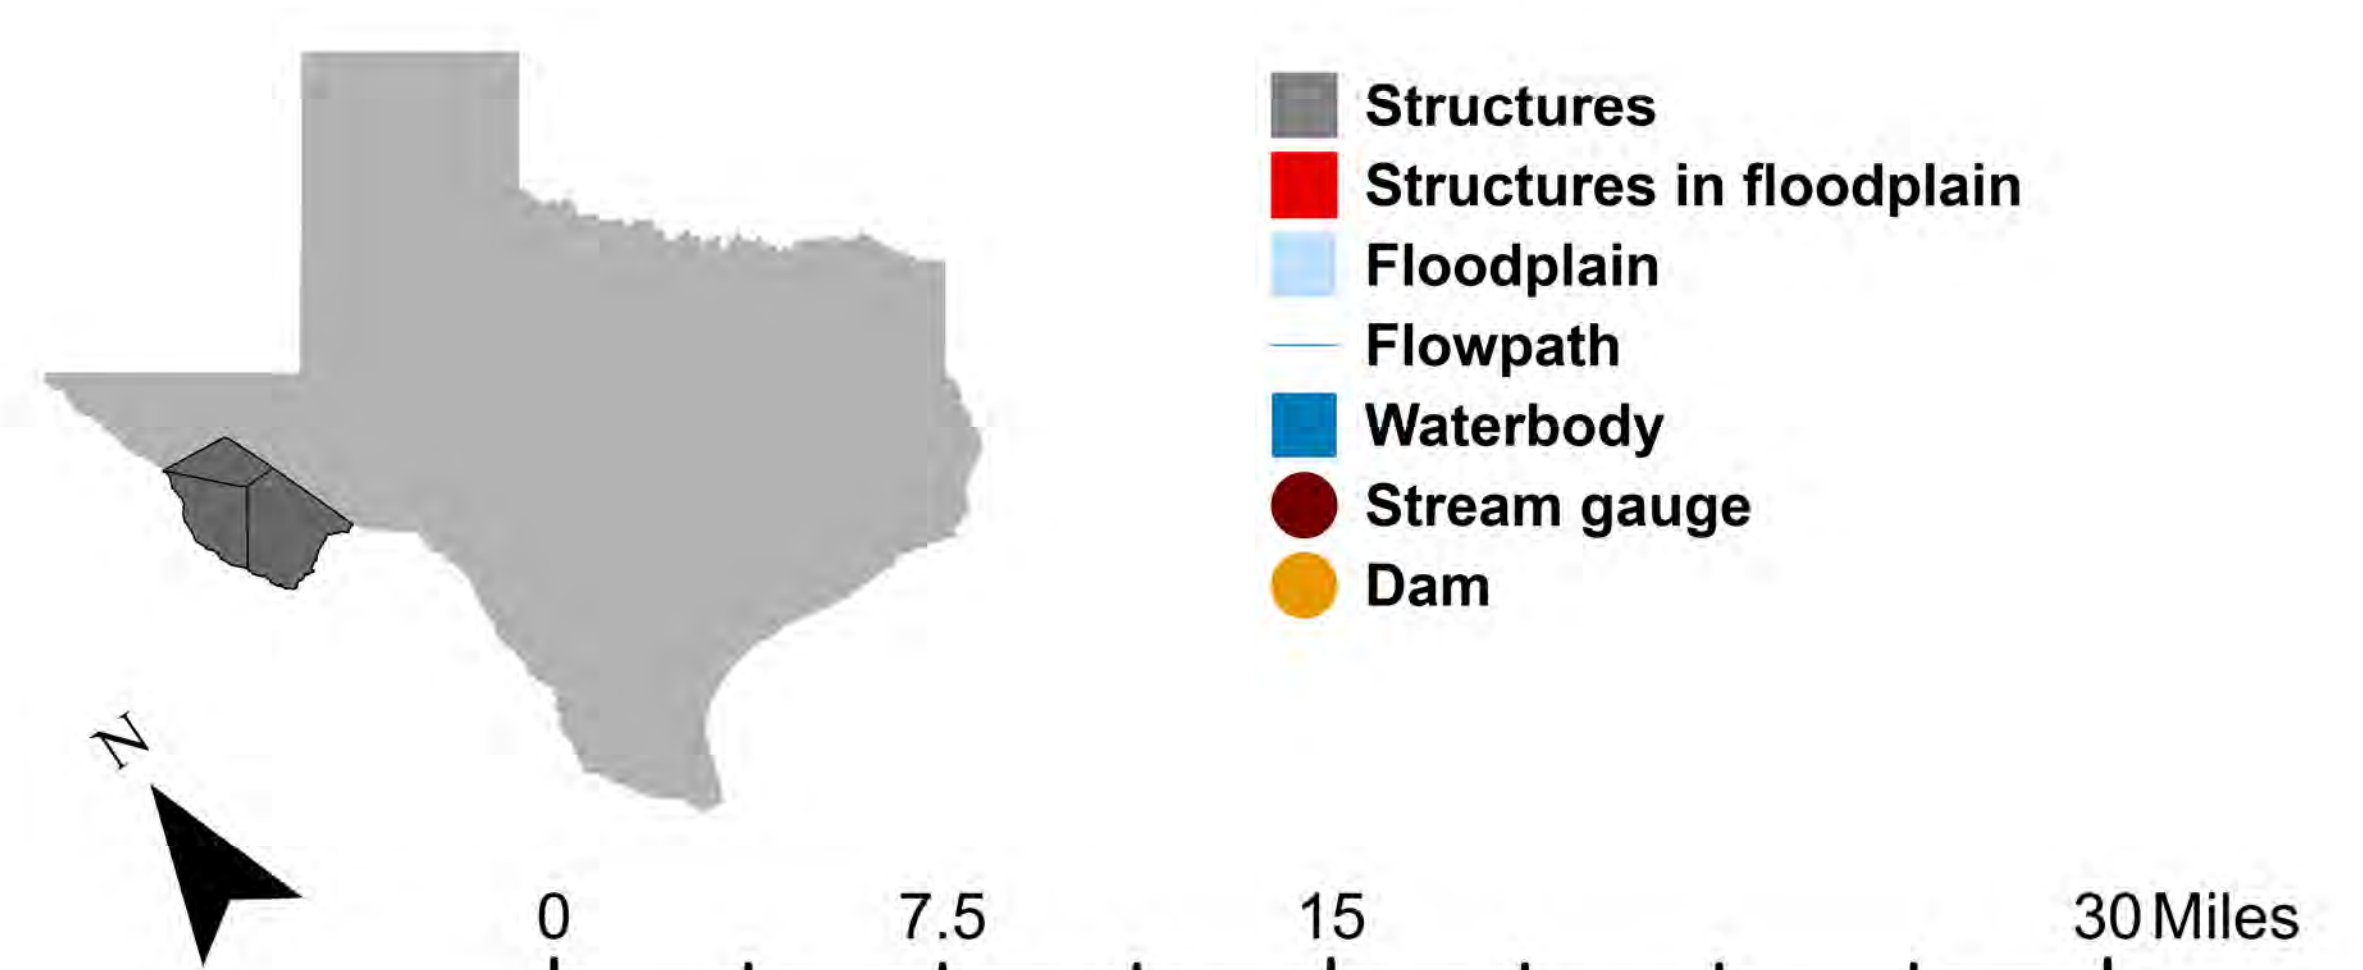 Structures
Structures in floodplain
Floodplain
Flowpath
Waterbody
Stream gauge
Dam
N
0 7.5 15 30 Miles